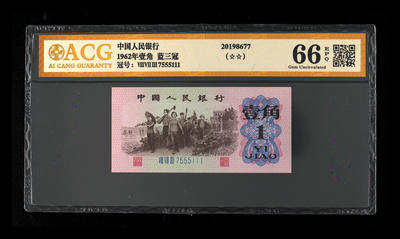 ACG
AI CANG GUARANTY
中国人民银行
1962年壹角 蓝三冠
冠号：ⅧⅦⅢ7555111
20198677
(☆☆)
66 EPQ
Gem Uncirculated
中国人民银行
壹角
1
YI
JIAO
ⅧⅦⅢ 7555111